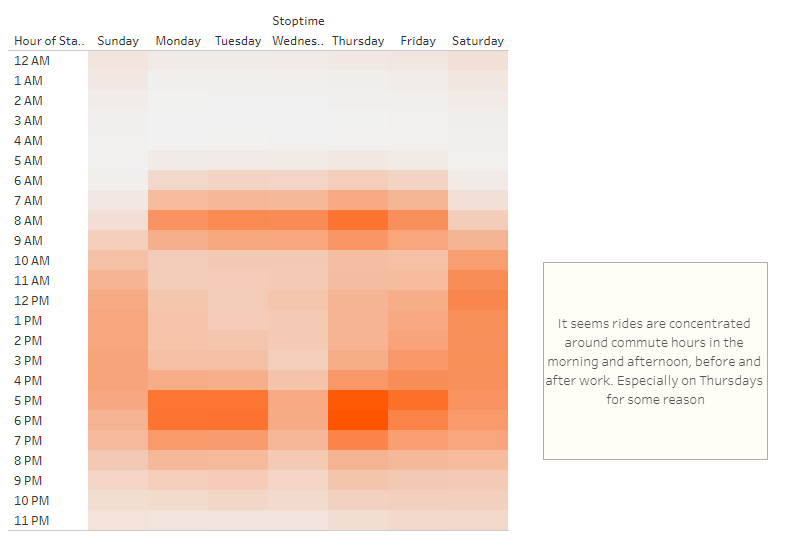 Stoptime
Hour of Sta.. Sunday Monday Tuesday Wednes.. Thursday Friday Saturday
12 AM
1 AM
2 AM
3 AM
4 AM
5 AM
6 AM
7 AM
8 AM
9 AM
10 AM
11 AM
12 PM
1 PM
2 PM
3 PM
4 PM
5 PM
6 PM
7 PM
8 PM
9 PM
10 PM
11 PM
It seems rides are concentrated
around commute hours in the
morning and afternoon, before and
after work. Especially on Thursdays
for some reason